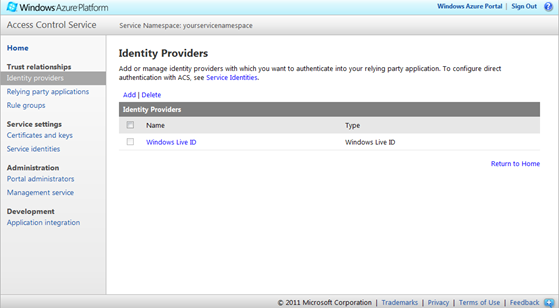 Windows Azure Platform
Windows Azure Portal | Sign Out
Access Control Service
Service Namespace: yourservicenamespace
Home
Trust relationships
Identity providers
Relying party applications
Rule groups
Service settings
Certificates and keys
Service identities
Administration
Portal administrators
Management service
Development
Application integration
Identity Providers
Add or manage identity providers with which you want to authenticate into your relying party application. To configure direct
authentication with ACS, see Service Identities.
Add | Delete
Identity Providers
Name Type
Windows Live ID Windows Live ID
Return to Home
© 2011 Microsoft Corporation | Trademarks | Privacy | Terms of Use | Feedback